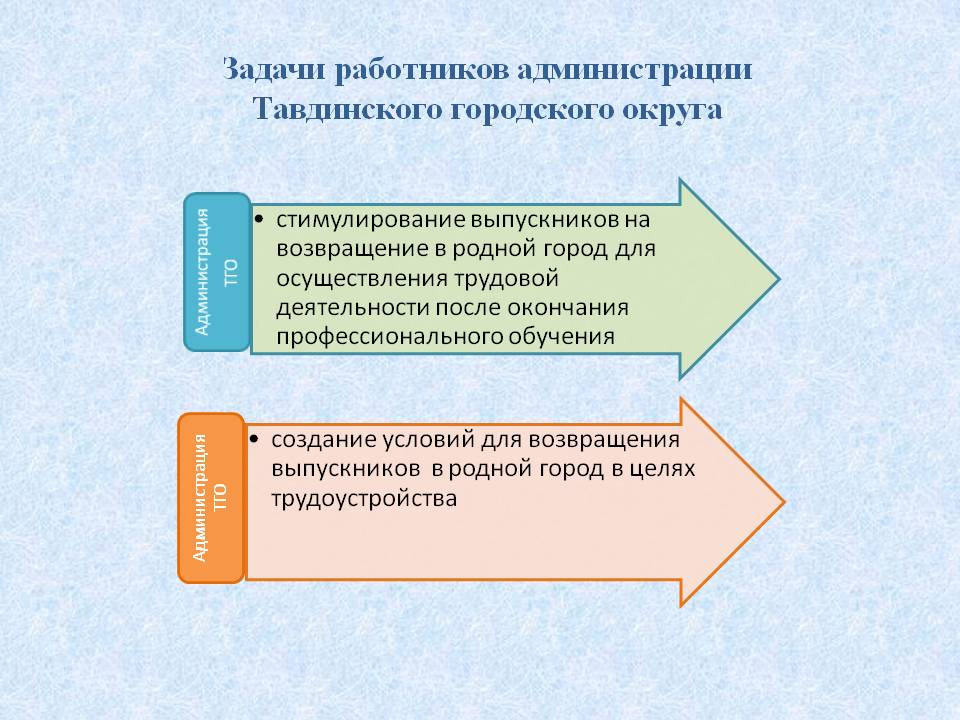 Задачи работников администрации
Тавдинского городского округа
Администрация
ТГО
• стимулирование выпускников на
возвращение в родной город для
осуществления трудовой
деятельности после окончания
профессионального обучения
Администрация
ТГО
• создание условий для возвращения
выпускников в родной город в целях
трудоустройства